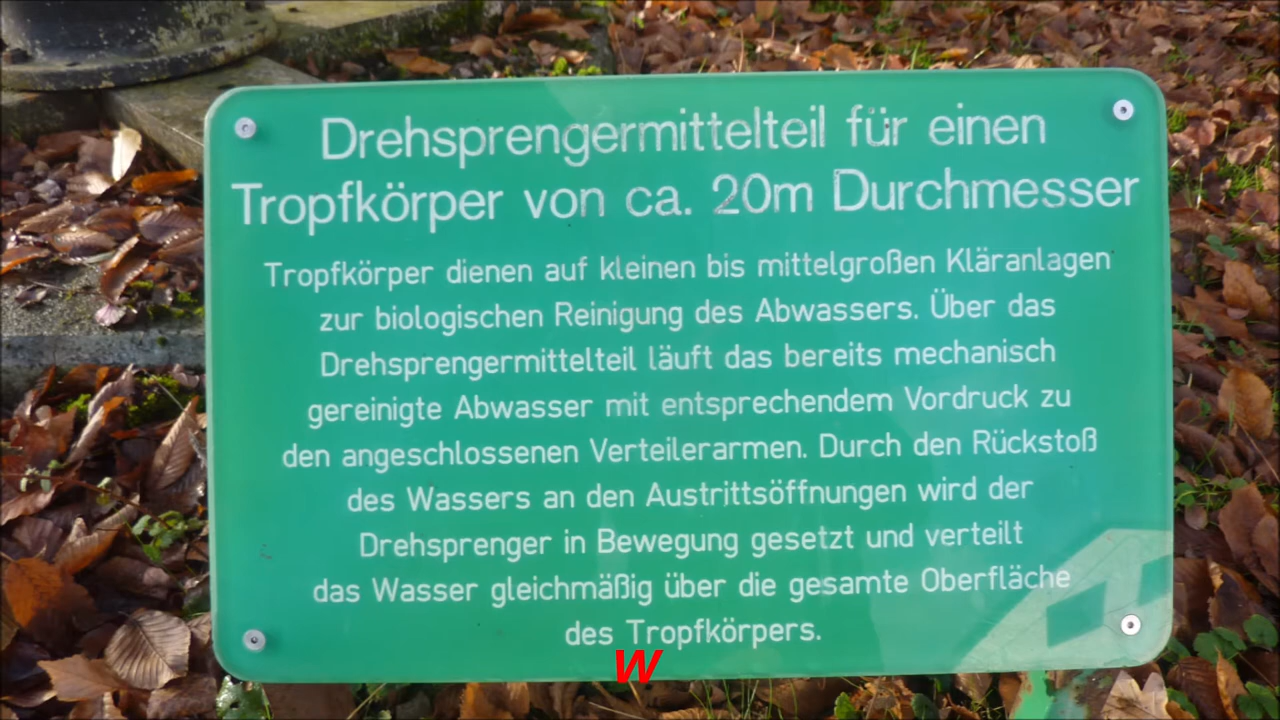 Drehsprengermittelteil für einen
Tropfkörper von ca. 20m Durchmesser
Tropfkörper dienen auf kleinen bis mittelgroßen Kläranlagen
zur biologischen Reinigung des Abwassers. Über das
Drehsprengermittelteil läuft das bereits mechanisch
gereinigte Abwasser mit entsprechendem Vordruck zu
den angeschlossenen Verteilerarmen. Durch den Rückstoß
des Wassers an den Austrittsöffnungen wird der
Drehsprenger in Bewegung gesetzt und verteilt
das Wasser gleichmäßig über die gesamte Oberfläche
des Tropfkörpers.
W